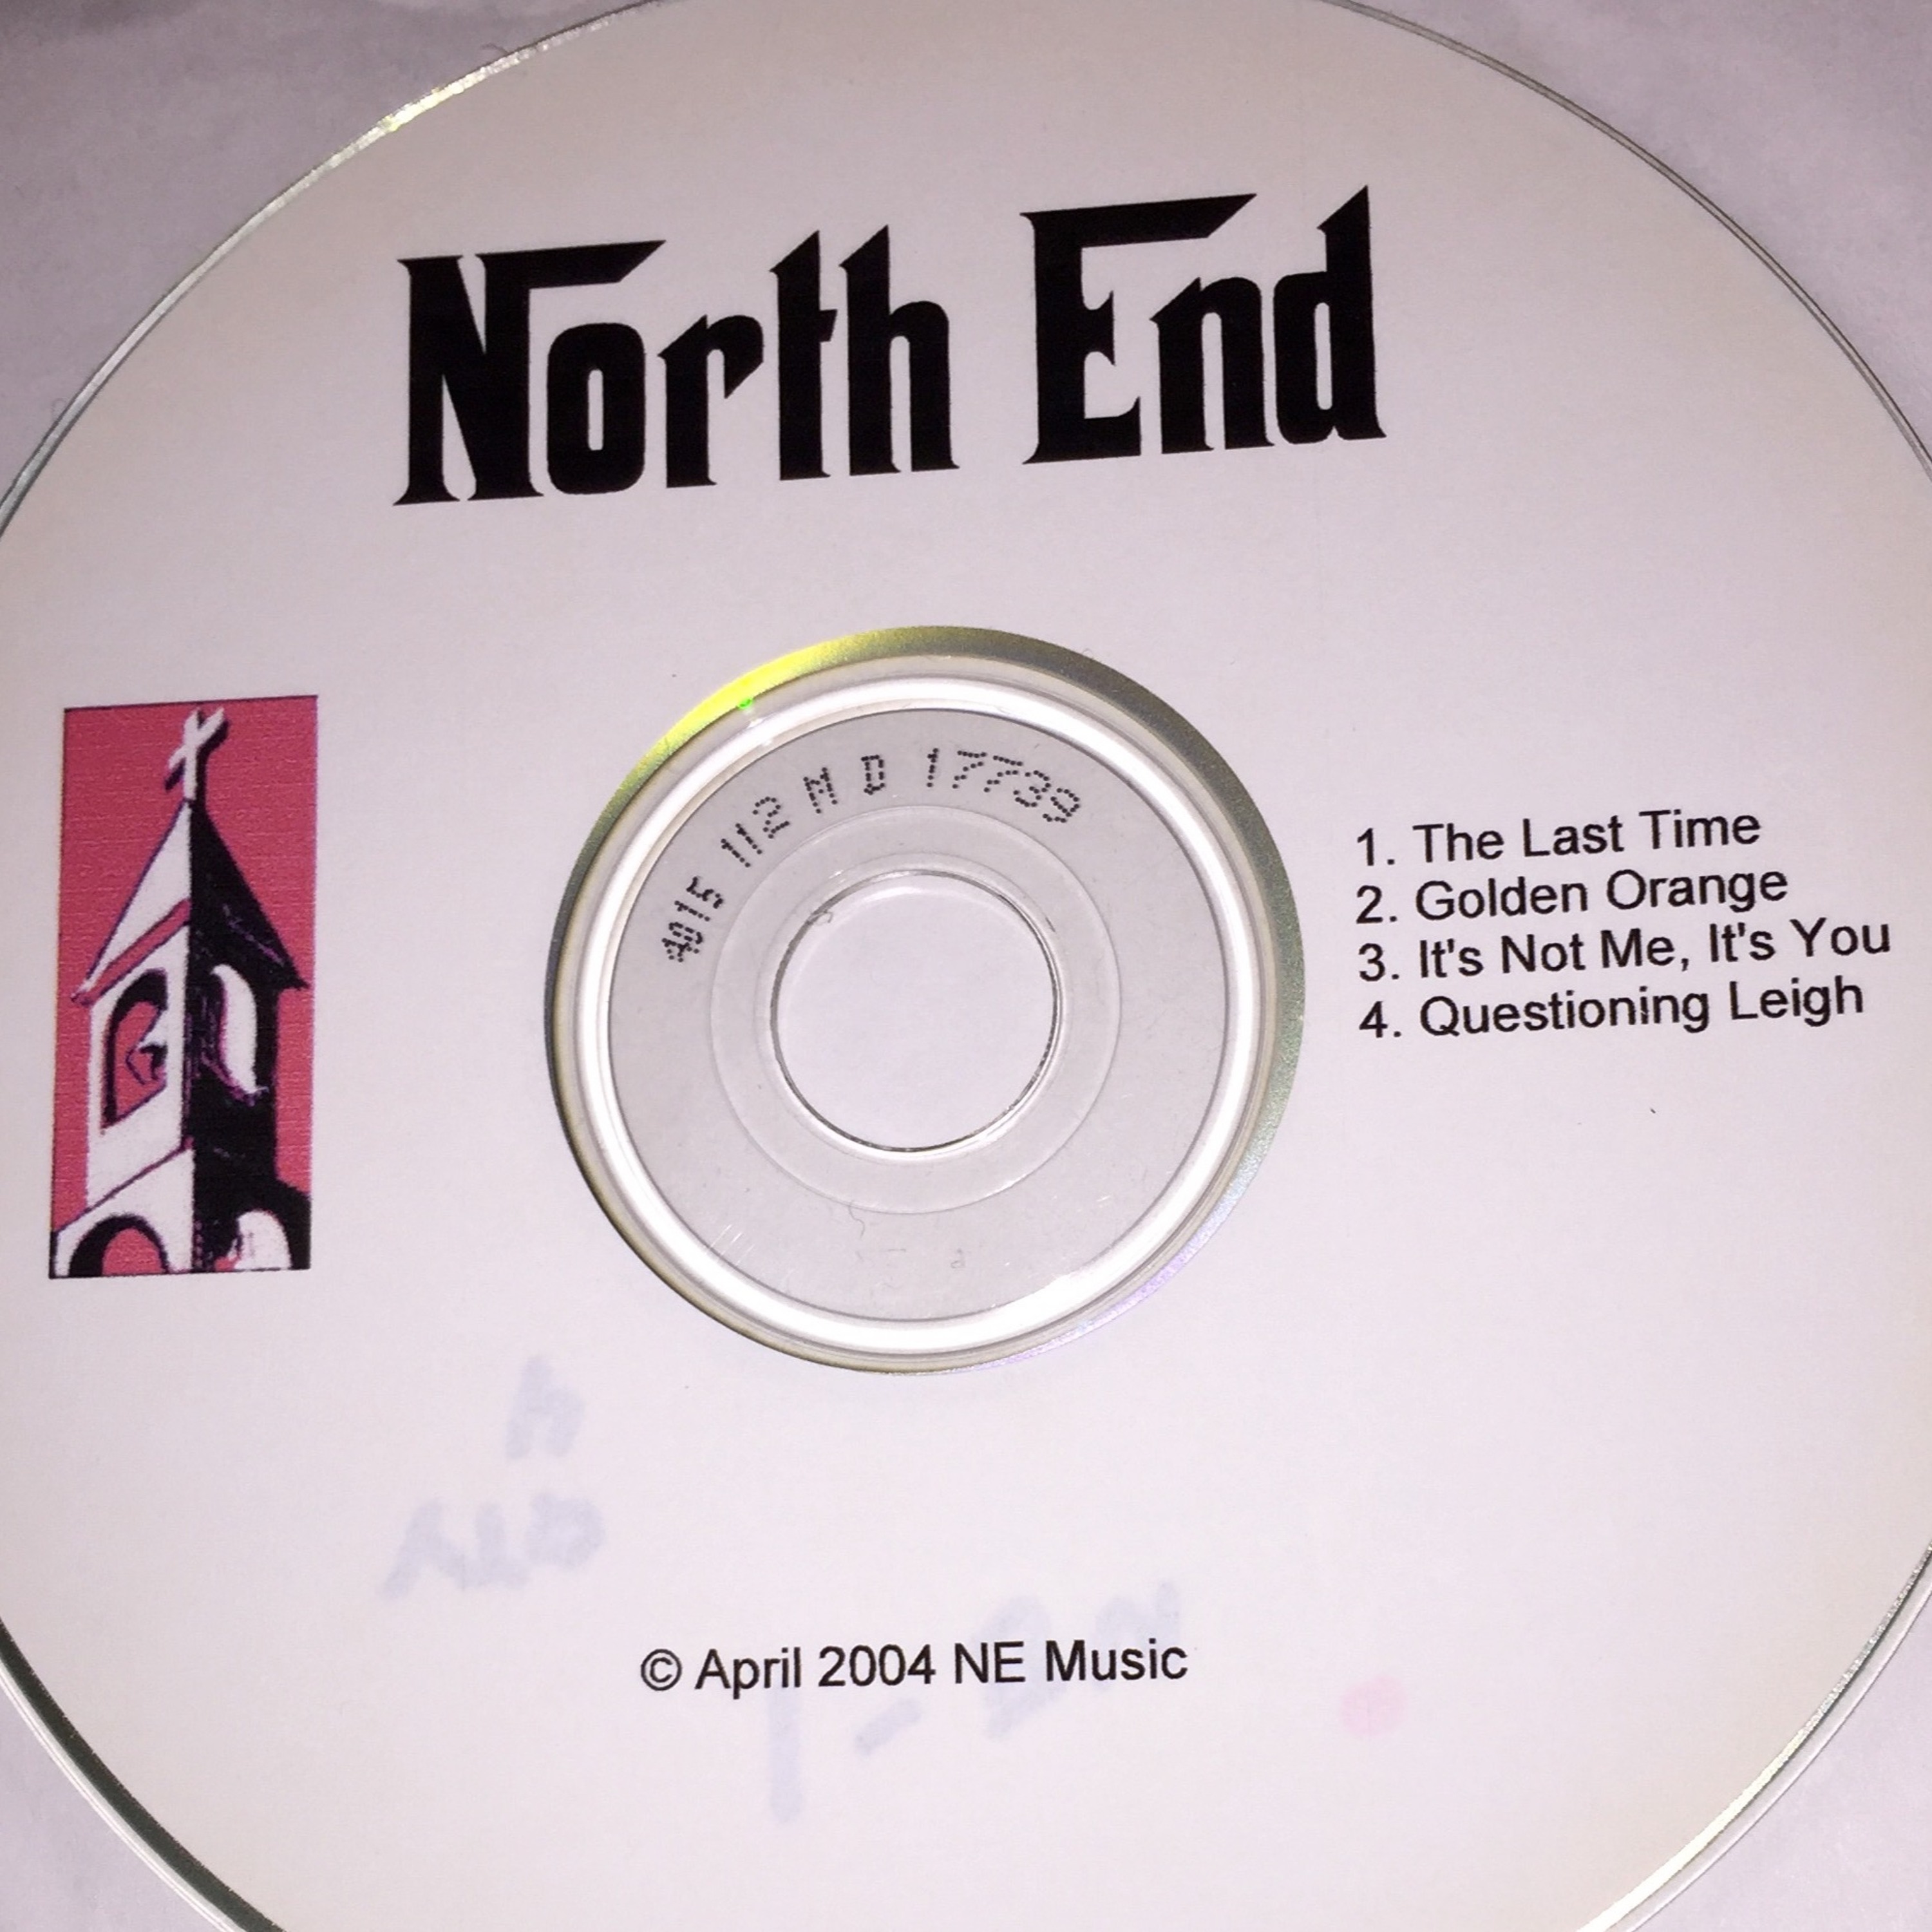 North End
4015 112 M D 17739
1. The Last Time
2. Golden Orange
3. It's Not Me, It's You
4. Questioning Leigh
© April 2004 NE Music